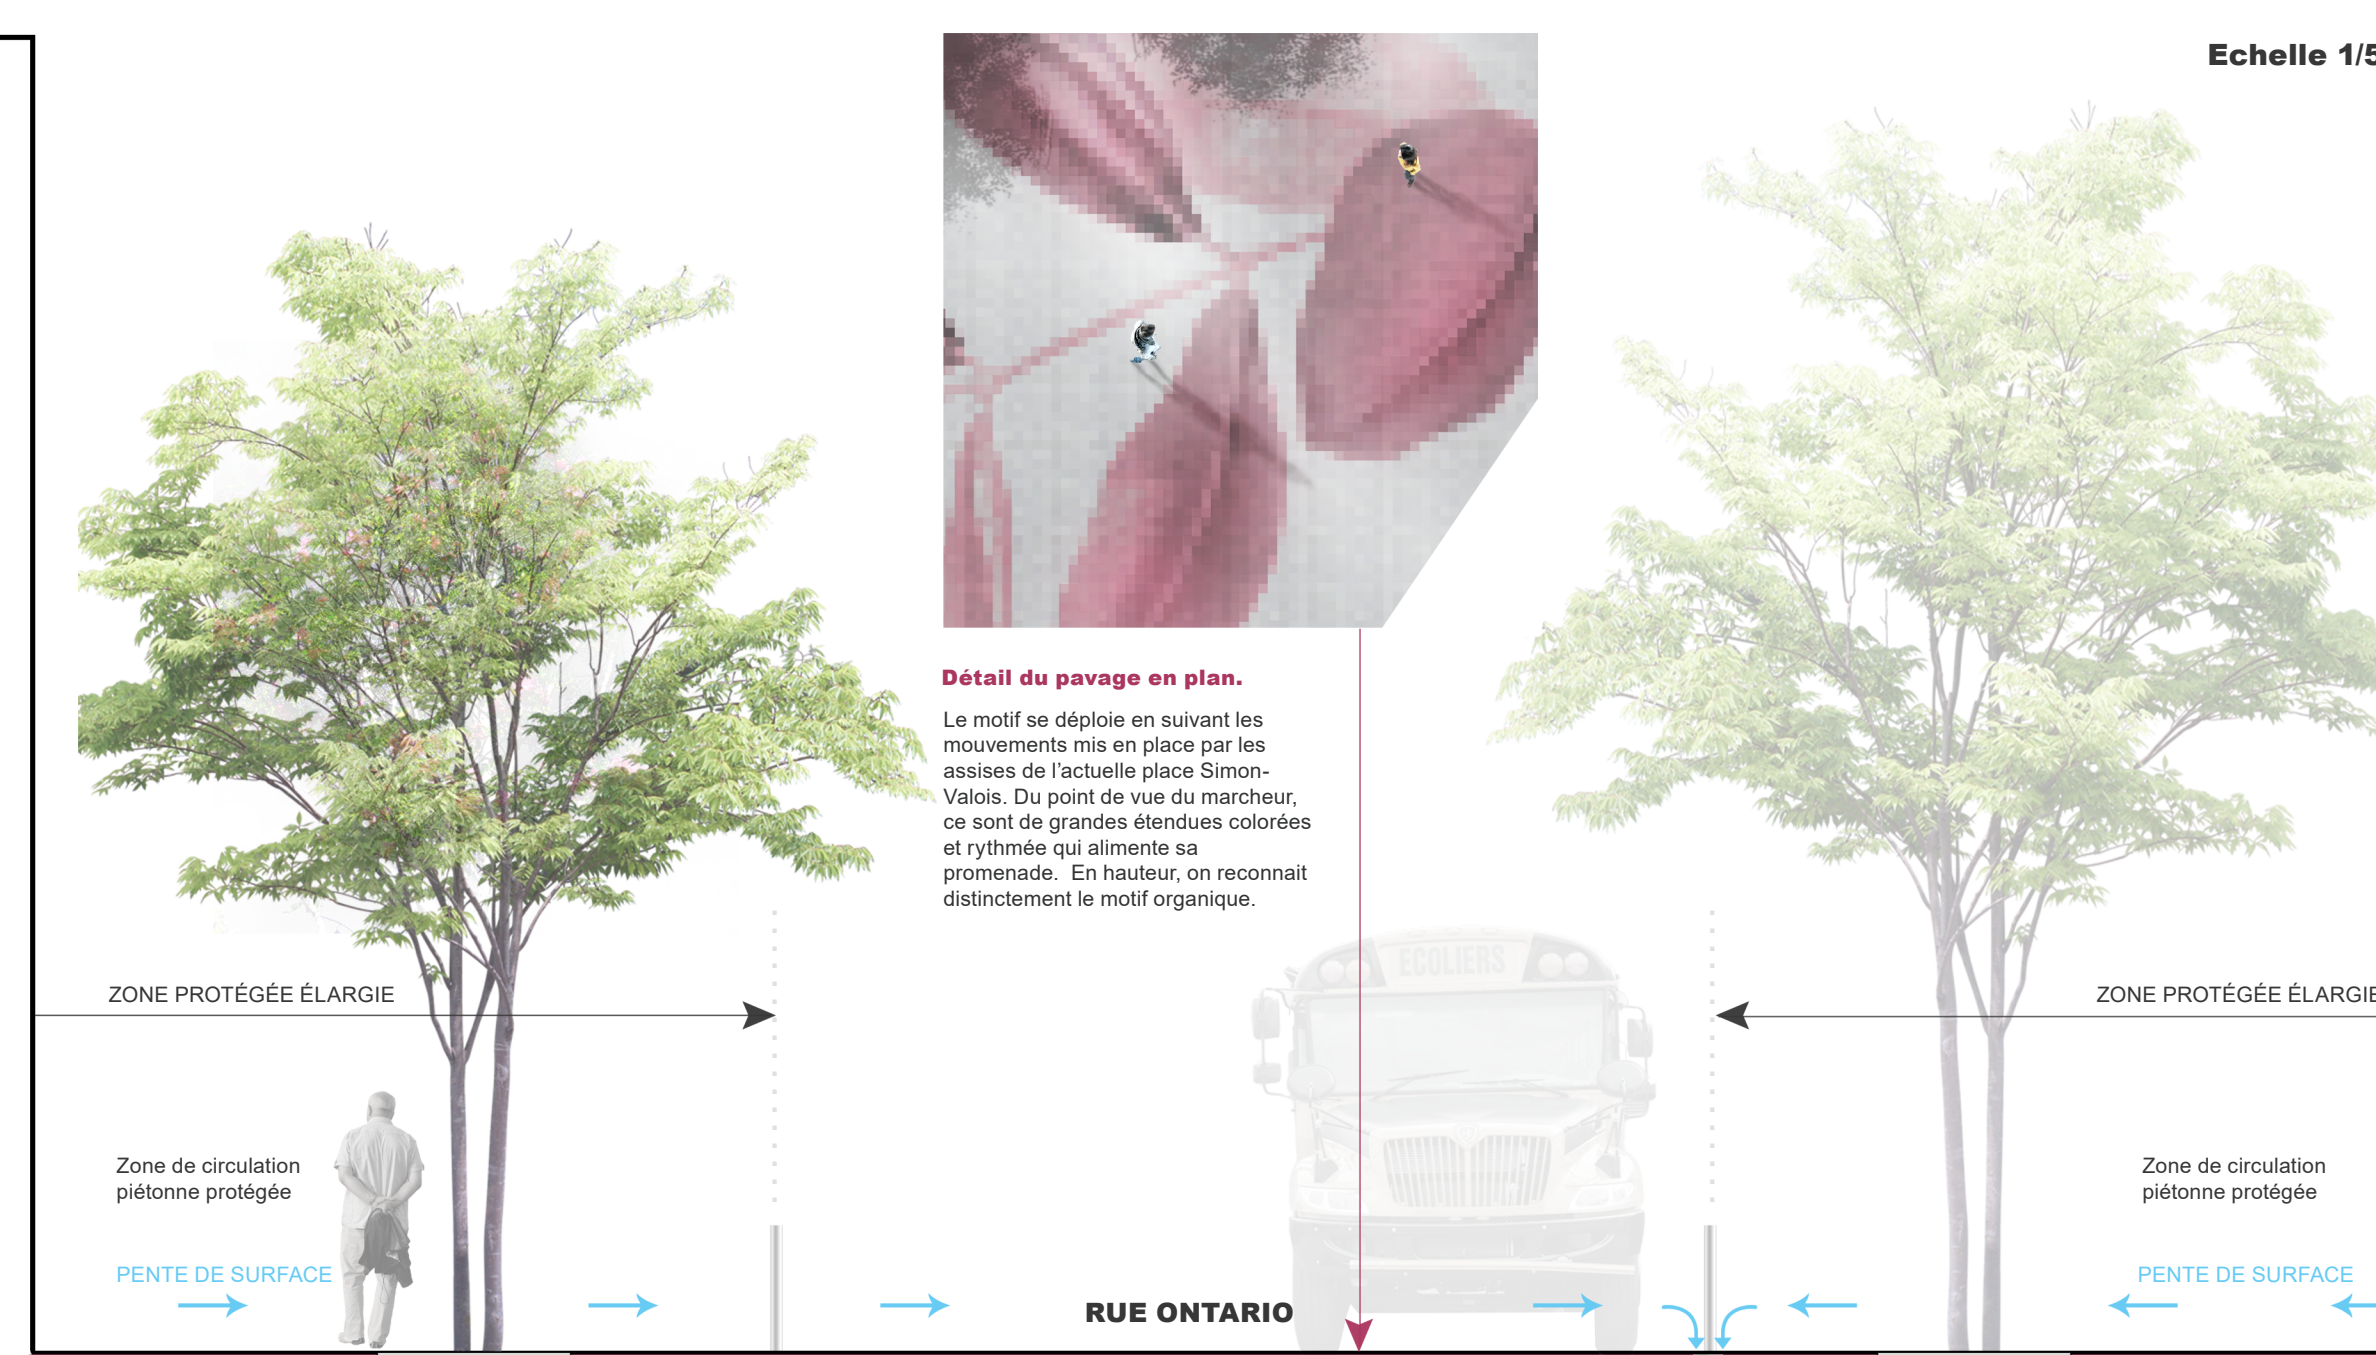 Echelle 1/5
Détail du pavage en plan.
Le motif se déploie en suivant les
mouvements mis en place par les
assises de l'actuelle place Simon-
Valois. Du point de vue du marcheur,
ce sont de grandes étendues colorées
et rythmée qui alimente sa
promenade.  En hauteur, on reconnait
distinctement le motif organique.
ECOLIERS
ZONE PROTÉGÉE ÉLARGIE
ZONE PROTÉGÉE ÉLARGIE
Zone de circulation
piétonne protégée
Zone de circulation
piétonne protégée
PENTE DE SURFACE
PENTE DE SURFACE
RUE ONTARIO